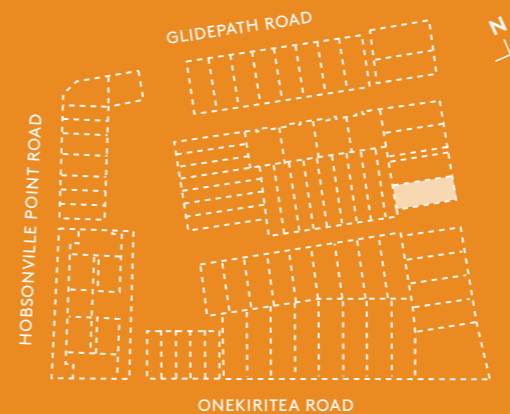 GLIDEPATH ROAD
N
HOBSONVILLE POINT ROAD
ONEKIRITEA ROAD